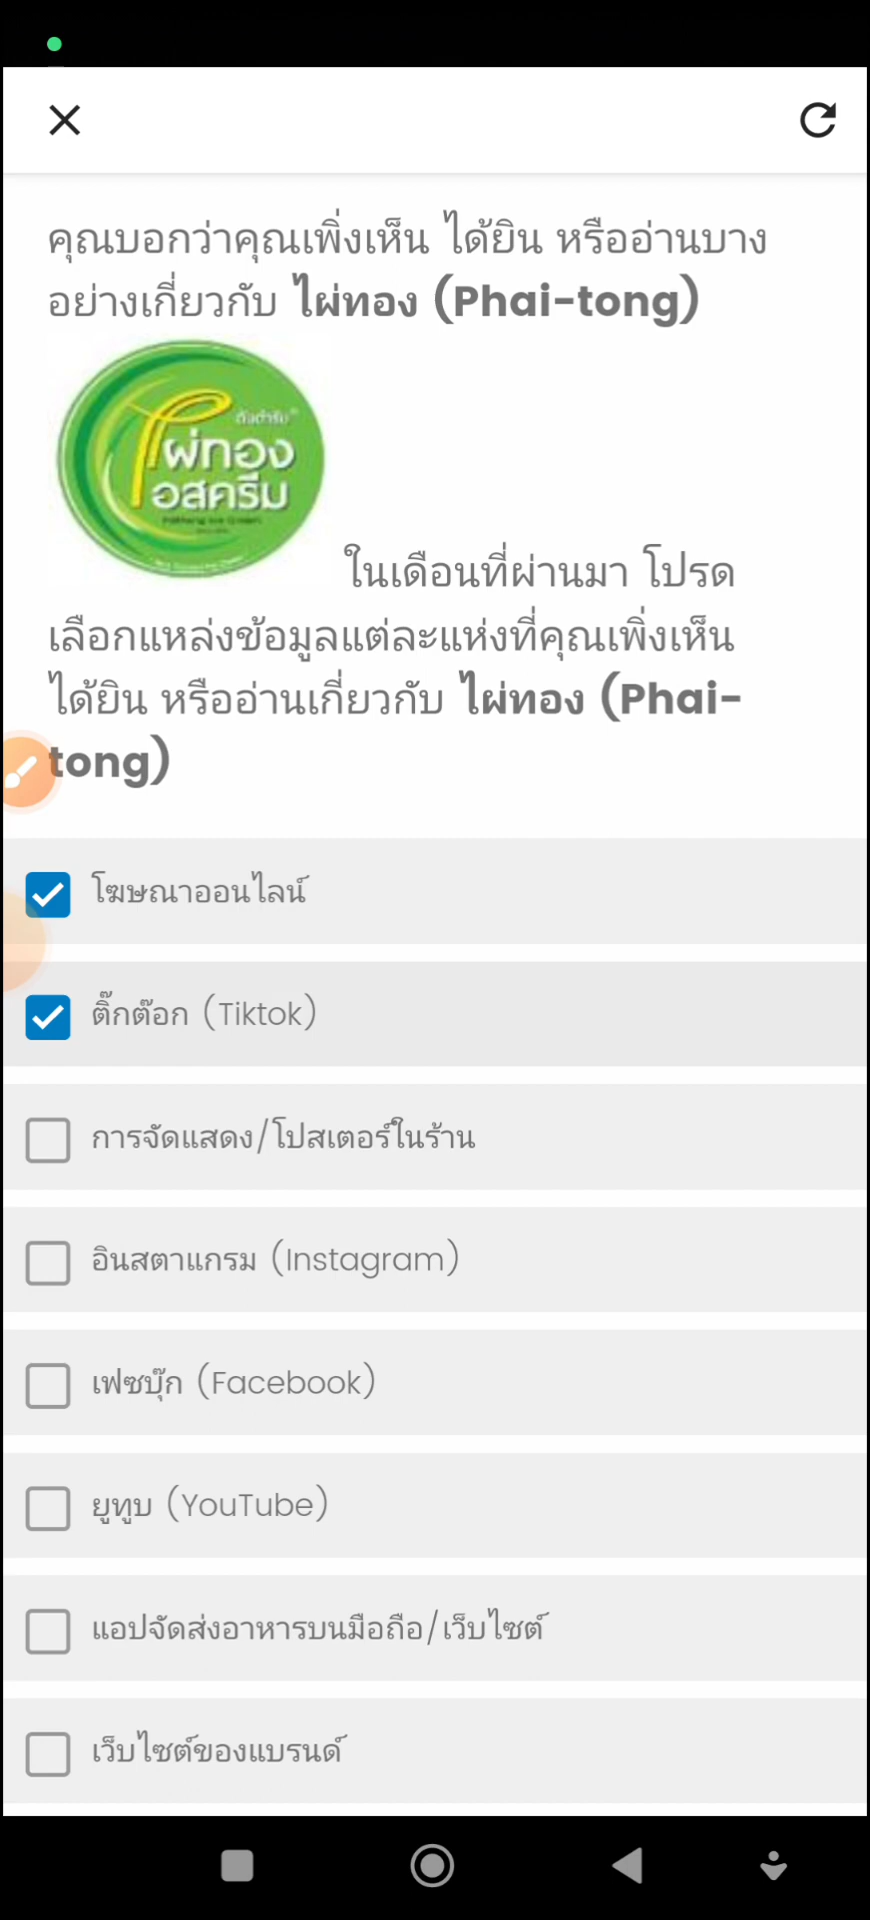 คุณบอกว่าคุณเพิ่งเห็น ได้ยิน หรืออ่านบาง
อย่างเกี่ยวกับ ไผ่ทอง (Phai-tong)
ต้นตำรับ
ไผ่ทอง
ไอสครีม
ในเดือนที่ผ่านมา โปรด
เลือกแหล่งข้อมูลแต่ละแห่งที่คุณเพิ่งเห็น
ได้ยิน หรืออ่านเกี่ยวกับ ไผ่ทอง (Phai-
tong)
โฆษณาออนไลน์
ติ๊กต๊อก (Tiktok)
การจัดแสดง/โปสเตอร์ในร้าน
อินสตาแกรม (Instagram)
เฟซบุ๊ก (Facebook)
ยูทูบ (YouTube)
แอปจัดส่งอาหารบนมือถือ/เว็บไซต์
เว็บไซต์ของแบรนด์